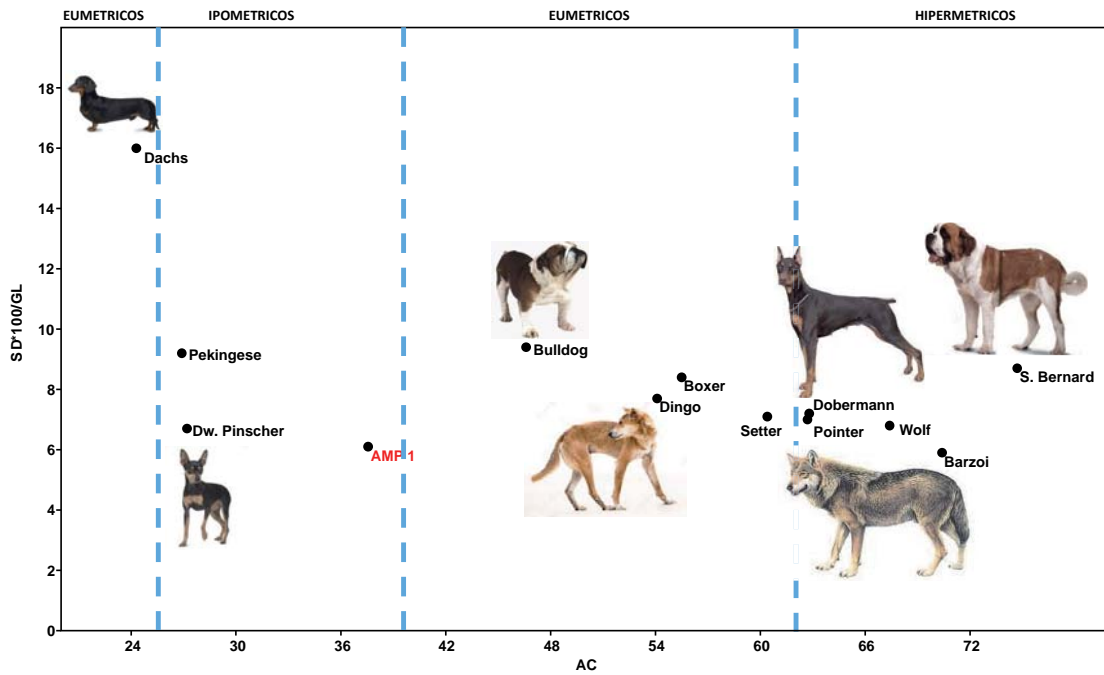 EUMETRICOS IPOMETRICOS EUMETRICOS HIPERMETRICOS
18
Dachs
16
14
12
S D*100/GL
10
Bulldog
Pekingese
S. Bernard
Boxer
8
Dingo
Dobermann
Setter
Pointer
Wolf
Dw. Pinscher
6
AMP 1
Barzoi
4
2
0
24 30 36 42 48 54 60 66 72
AC